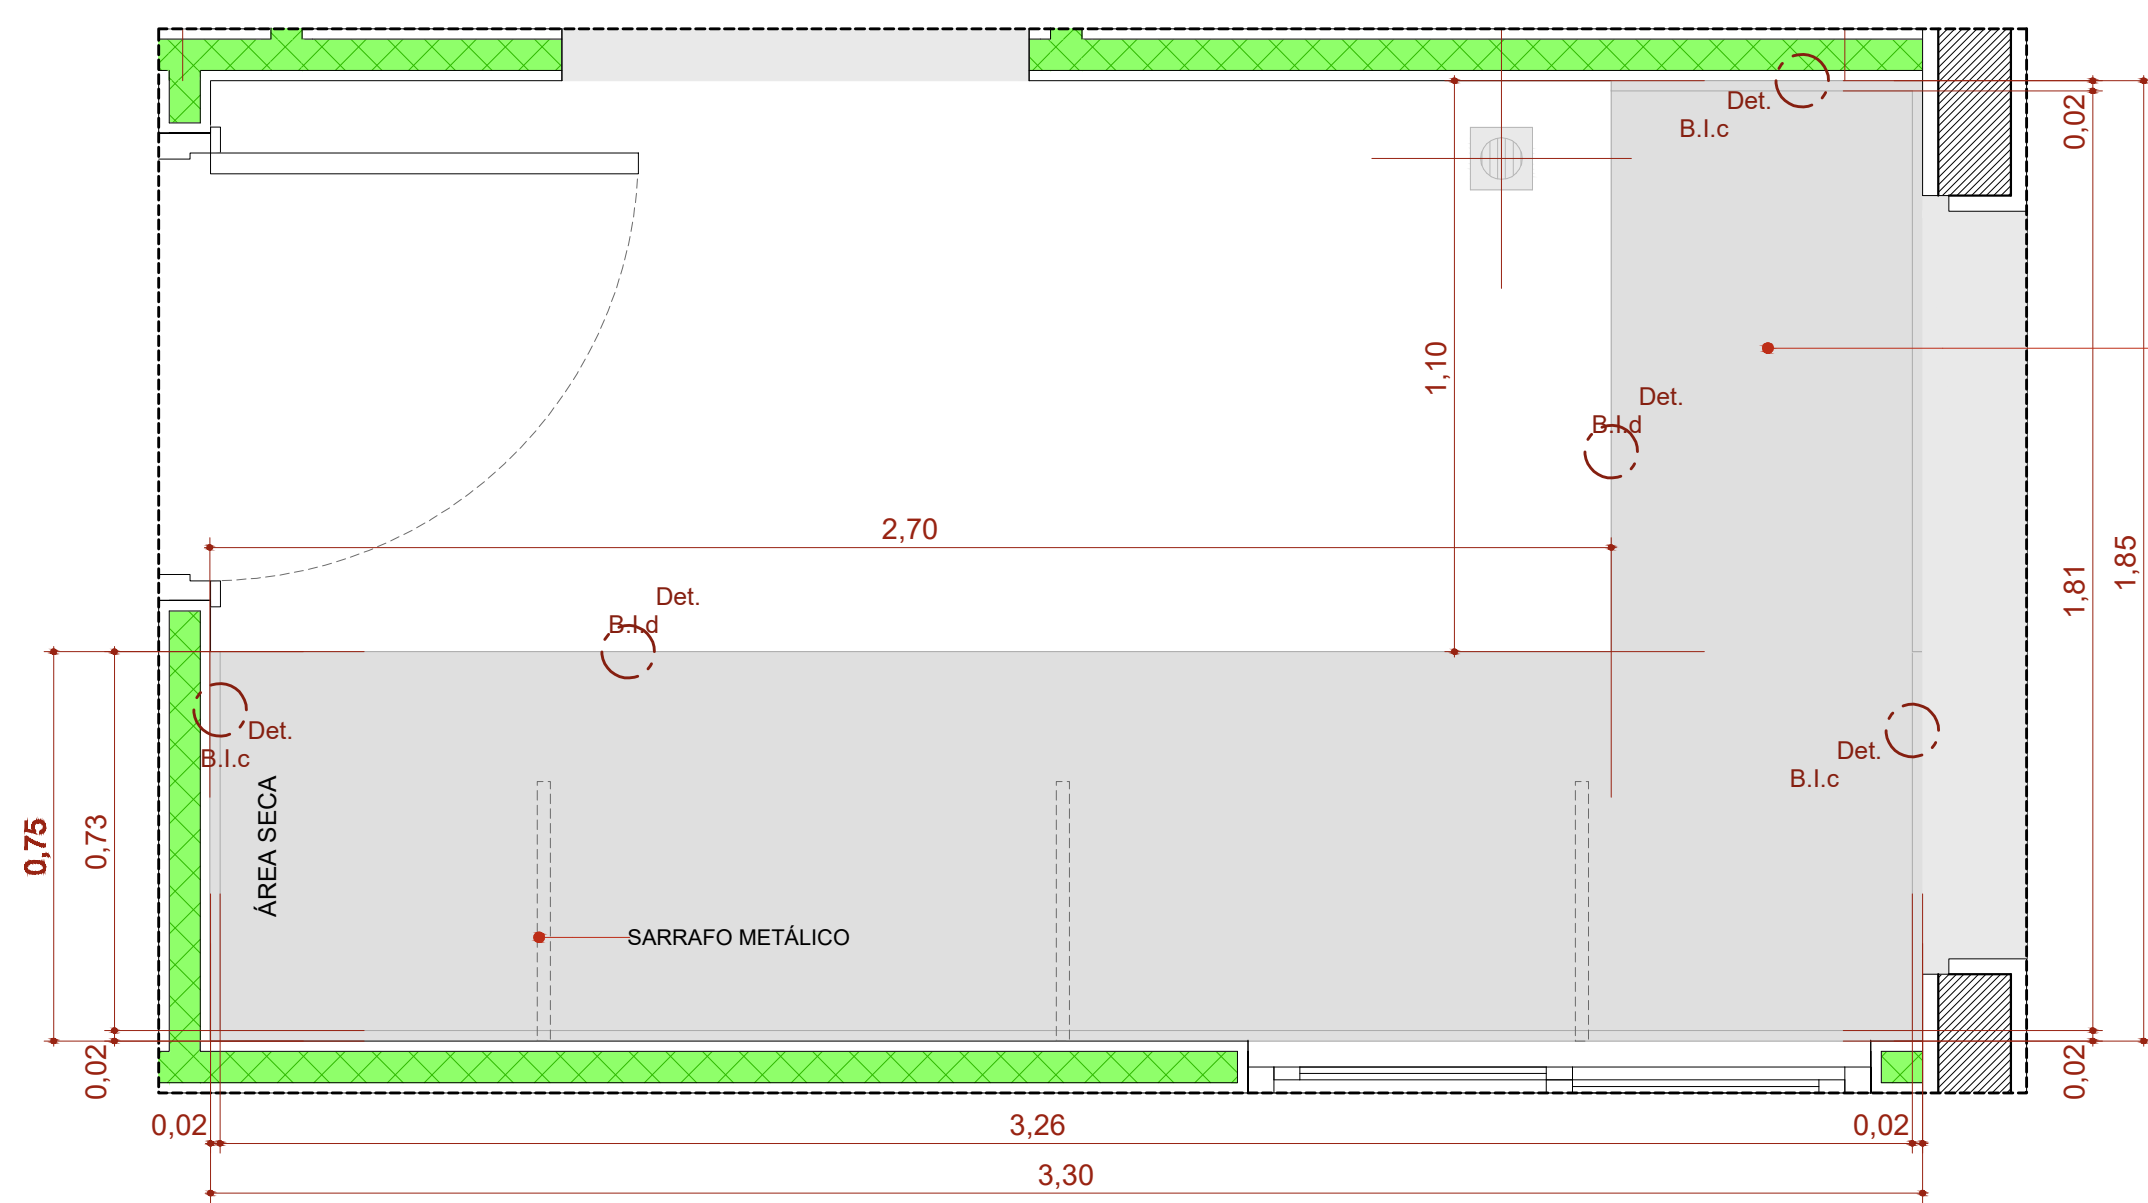 Det.
B.I.c
0,02
1,10
Det.
B.I.d
2,70
1,81
1,85
Det.
B.I.d
Det.
B.I.c
Det.
B.I.c
ÁREA SECA
0,75
0,73
SARRAFO METÁLICO
0,02
0,02
0,02
3,26
0,02
3,30